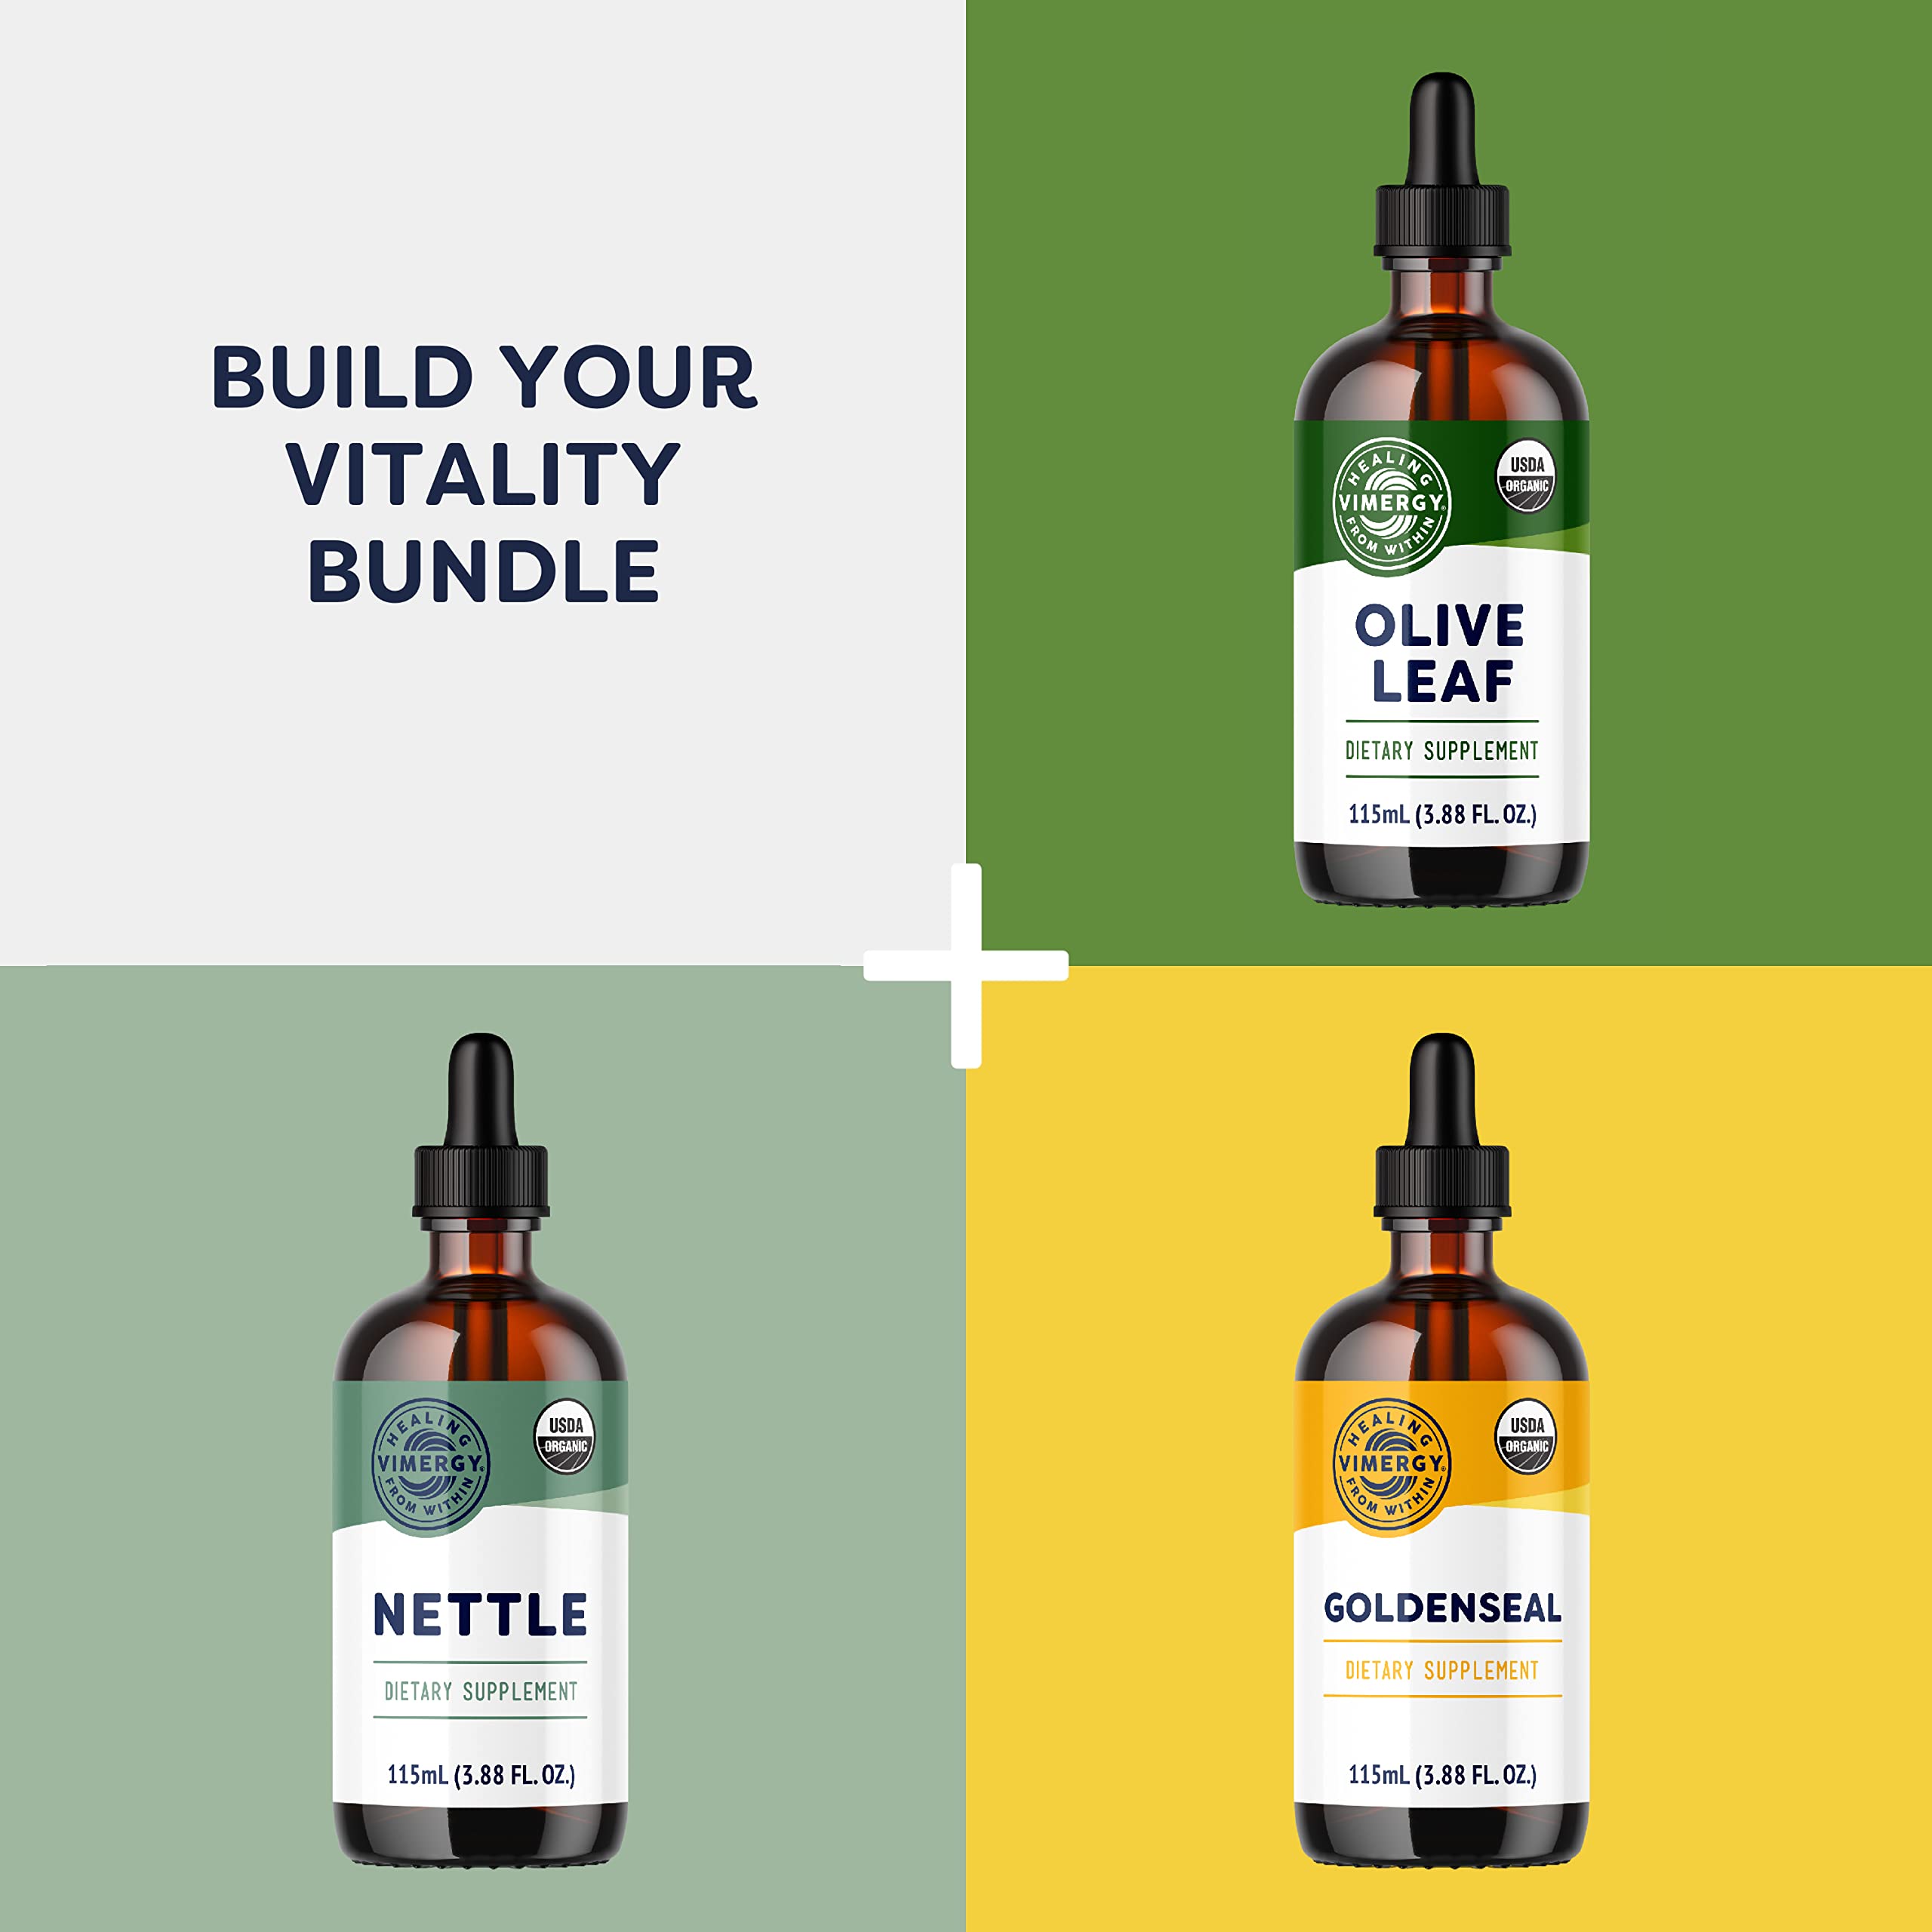 BUILD YOUR
VITALITY
BUNDLE
HEALING
VIMERGY®
FROM WITHIN
USDA
ORGANIC
OLIVE
LEAF
DIETARY SUPPLEMENT
115mL (3.88 FL. OZ.)
HEALING
VIMERGY®
FROM WITHIN
USDA
ORGANIC
NETTLE
DIETARY SUPPLEMENT
115mL (3.88 FL. OZ.)
HEALING
VIMERGY®
FROM WITHIN
USDA
ORGANIC
GOLDENSEAL
DIETARY SUPPLEMENT
115mL (3.88 FL. OZ.)